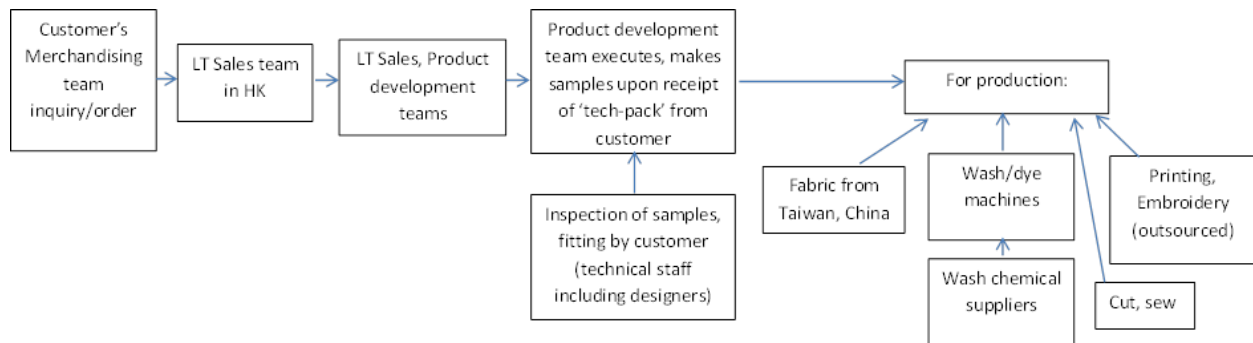 Customer's
Merchandising
team
inquiry/order
LT Sales team
in HK
LT Sales, Product
development
teams
Product development
team executes, makes
samples upon receipt
of 'tech-pack' from
customer
For production:
Inspection of samples,
fitting by customer
(technical staff
including designers)
Fabric from
Taiwan, China
Wash/dye
machines
Wash chemical
suppliers
Cut, sew
Printing,
Embroidery
(outsourced)